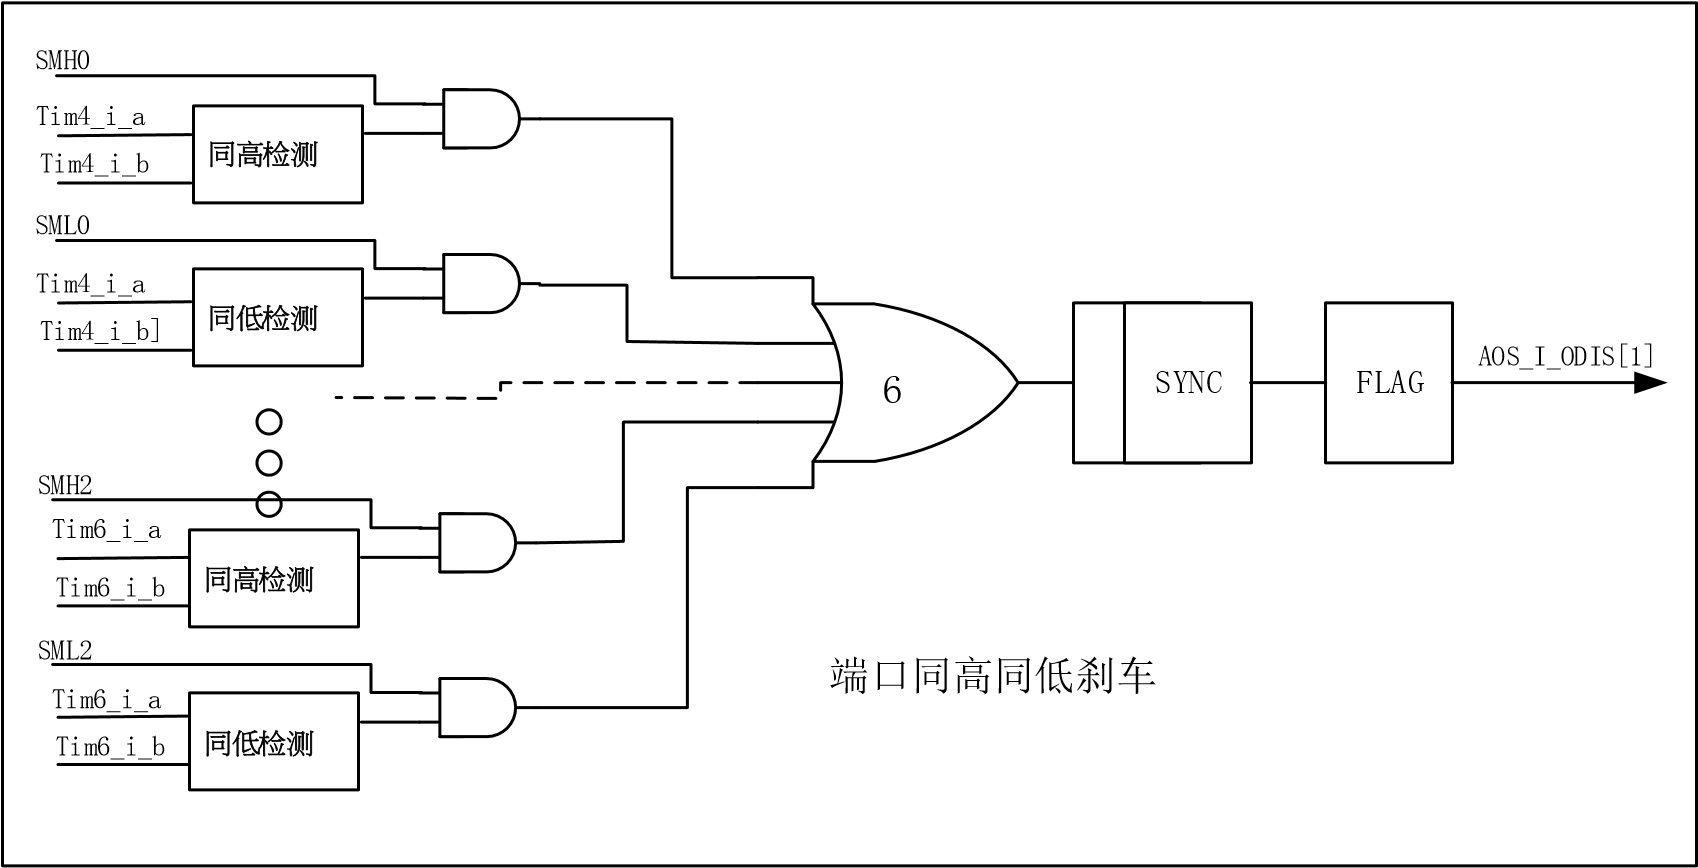 SMH0
Tim4_i_a
同高检测
Tim4_i_b
SML0
Tim4_i_a
同低检测
Tim4_i_b]
6
SYNC
FLAG
AOS_I_ODIS[1]
SMH2
Tim6_i_a
同高检测
Tim6_i_b
SML2
端口同高同低刹车
Tim6_i_a
同低检测
Tim6_i_b